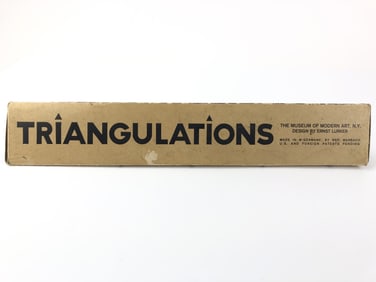 TRIANGULATIONS
THE MUSEUM OF MODERN ART, N.Y.
DESIGN BY ERNST LURKER
MADE IN W-GERMANY BY
U.S. AND FOREIGN PATENTS PENDING